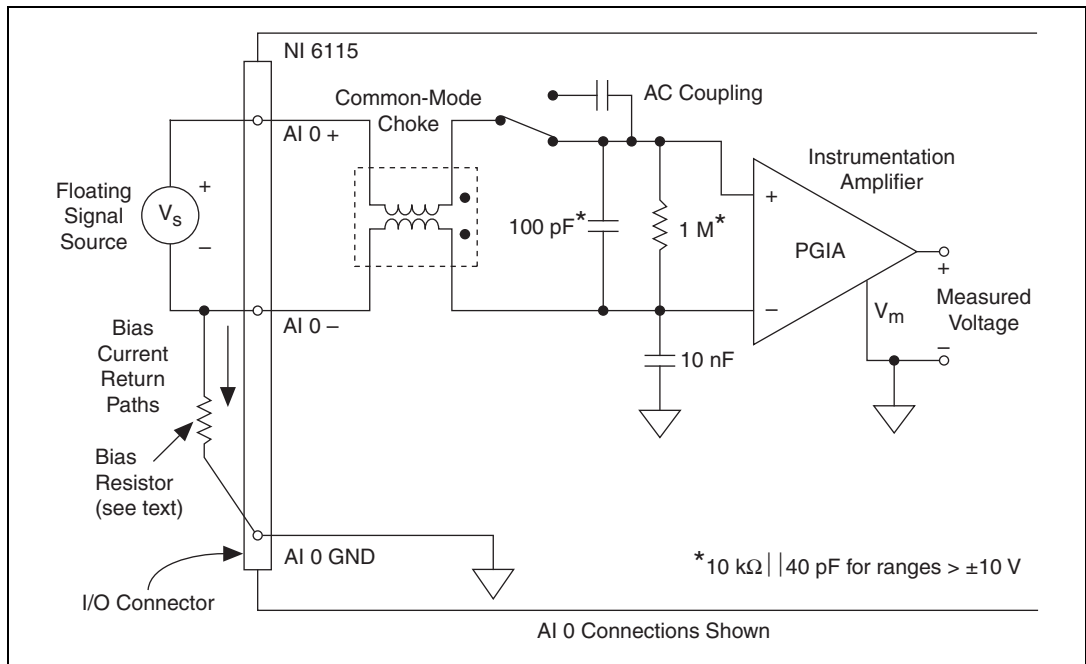 NI 6115
Common-Mode
Choke
AC Coupling
AI 0 +
Instrumentation
Amplifier
Floating
Signal
Source
+
Vs
–
100 pF*
1 M*
+
PGIA
–
+
Measured
Voltage
–
Vm
AI 0 –
10 nF
Bias
Current
Return
Paths
Bias
Resistor
(see text)
AI 0 GND
*10 kΩ||40 pF for ranges > ±10 V
I/O Connector
AI 0 Connections Shown